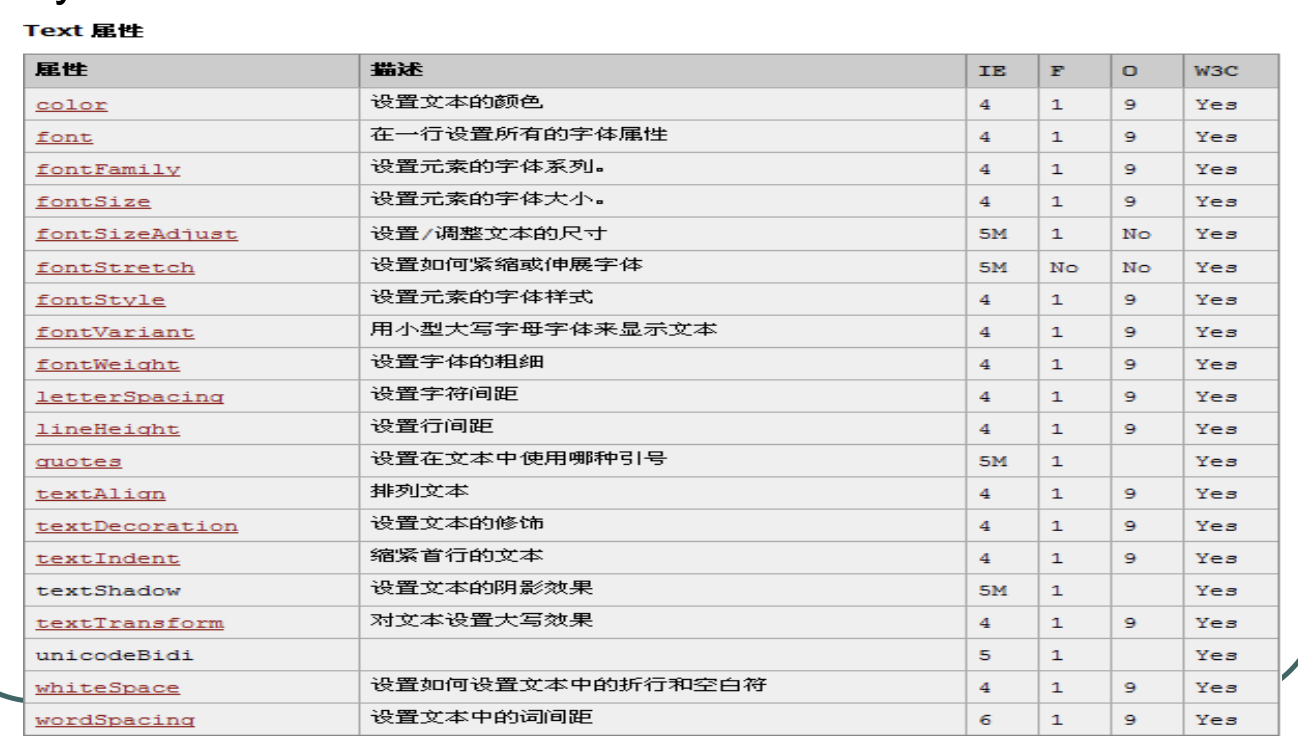 Text 属性
属性 描述 IE F O W3C
color 设置文本的颜色 4 1 9 Yes
font 在一行设置所有的字体属性 4 1 9 Yes
fontFamily 设置元素的字体系列。 4 1 9 Yes
fontSize 设置元素的字体大小。 4 1 9 Yes
fontSizeAdjust 设置/调整文本的尺寸 5M 1 No Yes
fontStretch 设置如何紧缩或伸展字体 5M No No Yes
fontStyle 设置元素的字体样式 4 1 9 Yes
fontVariant 用小型大写字母字体来显示文本 4 1 9 Yes
fontWeight 设置字体的粗细 4 1 9 Yes
letterSpacing 设置字符间距 4 1 9 Yes
lineHeight 设置行间距 4 1 9 Yes
quotes 设置在文本中使用哪种引号 5M 1 Yes
textAlign 排列文本 4 1 9 Yes
textDecoration 设置文本的修饰 4 1 9 Yes
textIndent 缩紧首行的文本 4 1 9 Yes
textShadow 设置文本的阴影效果 5M 1 Yes
textTransform 对文本设置大写效果 4 1 9 Yes
unicodeBidi 5 1 Yes
whiteSpace 设置如何设置文本中的折行和空白符 4 1 9 Yes
wordSpacing 设置文本中的词间距 6 1 9 Yes